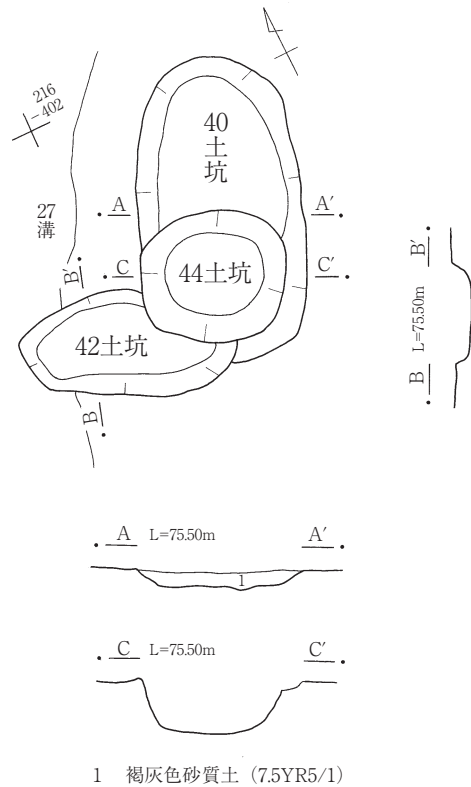 216
-402
40
土
坑
27
溝
A A′
C C′
44土坑
42土坑
B′
B
B′
L=75.50m
B
A L=75.50m A′
1
C L=75.50m C′
1 褐灰色砂質土 (7.5YR5/1)